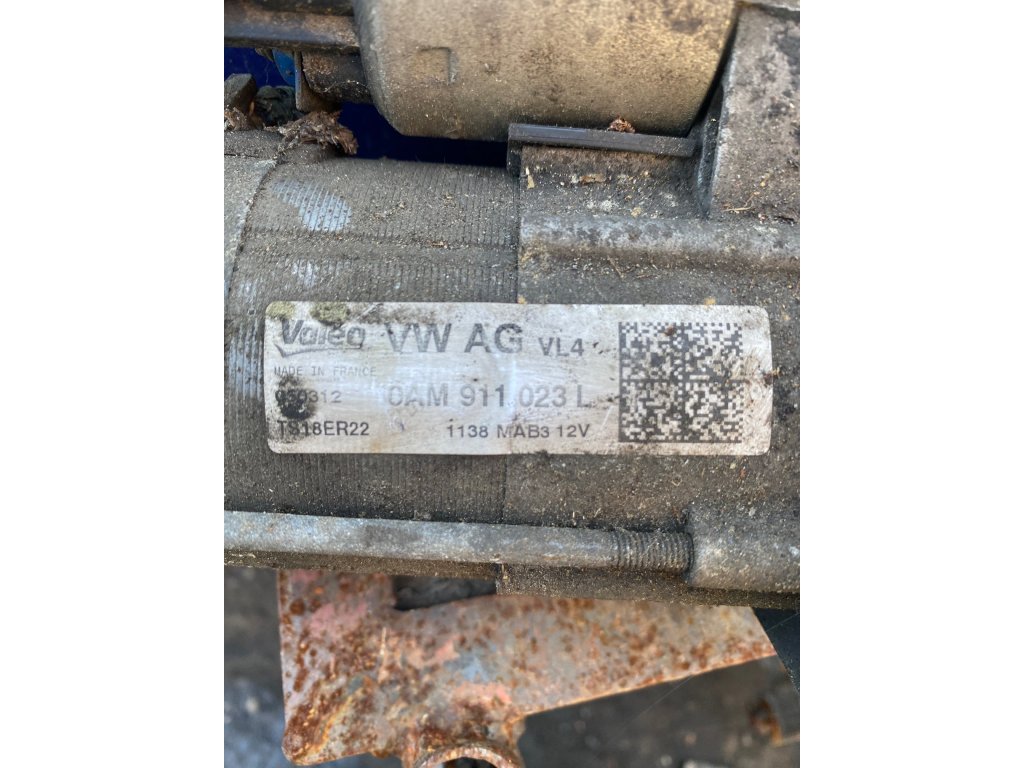 Valeo VW AG VL4
MADE IN FRANCE
0AM 911 023 L
TS18ER22 1138 MAB3 12V